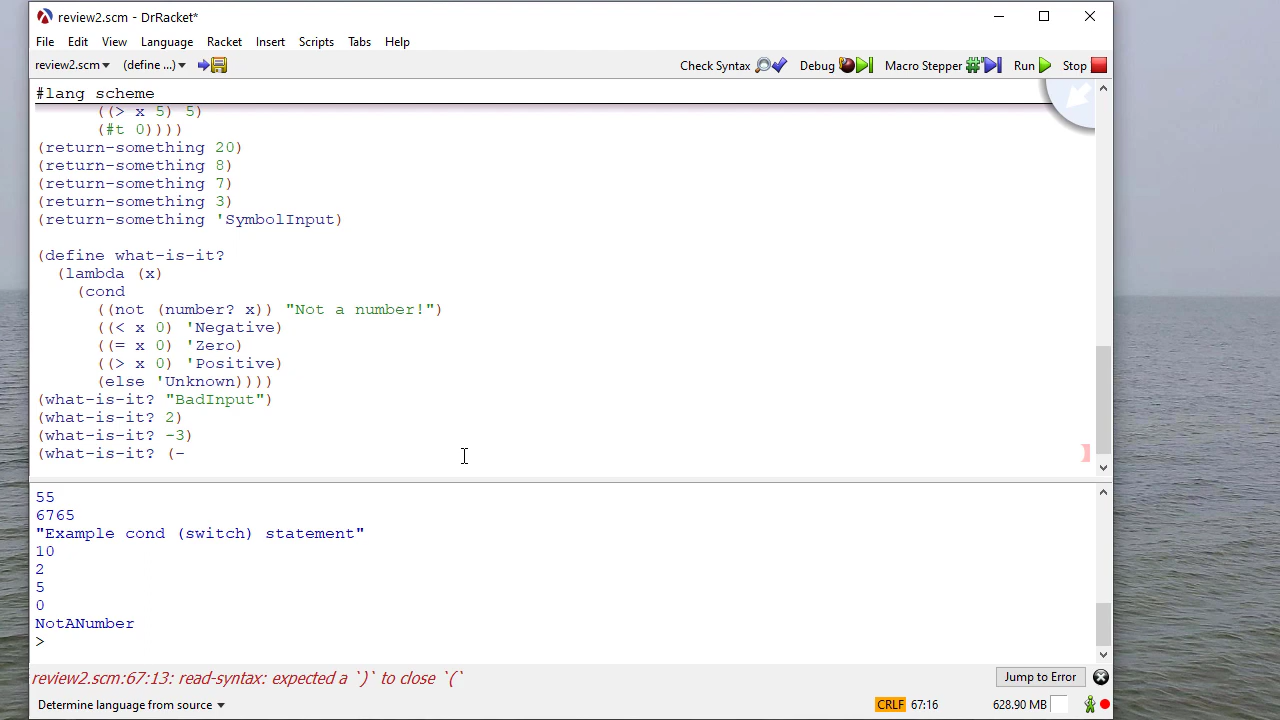 review2.scm - DrRacket*
File Edit View Language Racket Insert Scripts Tabs Help
review2.scm (define ...) Check Syntax Debug Macro Stepper Run Stop
#lang scheme
((> x 5) 5)
(#t 0))))
(return-something 20)
(return-something 8)
(return-something 7)
(return-something 3)
(return-something 'SymbolInput)
(define what-is-it?
(lambda (x)
(cond
((not (number? x)) "Not a number!")
((< x 0) 'Negative)
((= x 0) 'Zero)
((> x 0) 'Positive)
(else 'Unknown))))
(what-is-it? "BadInput")
(what-is-it? 2)
(what-is-it? -3)
(what-is-it? (-
55
6765
"Example cond (switch) statement"
10
2
5
0
NotANumber
>
review2.scm:67:13: read-syntax: expected a `)` to close `(` Jump to Error
Determine language from source CRLF 67:16 628.90 MB